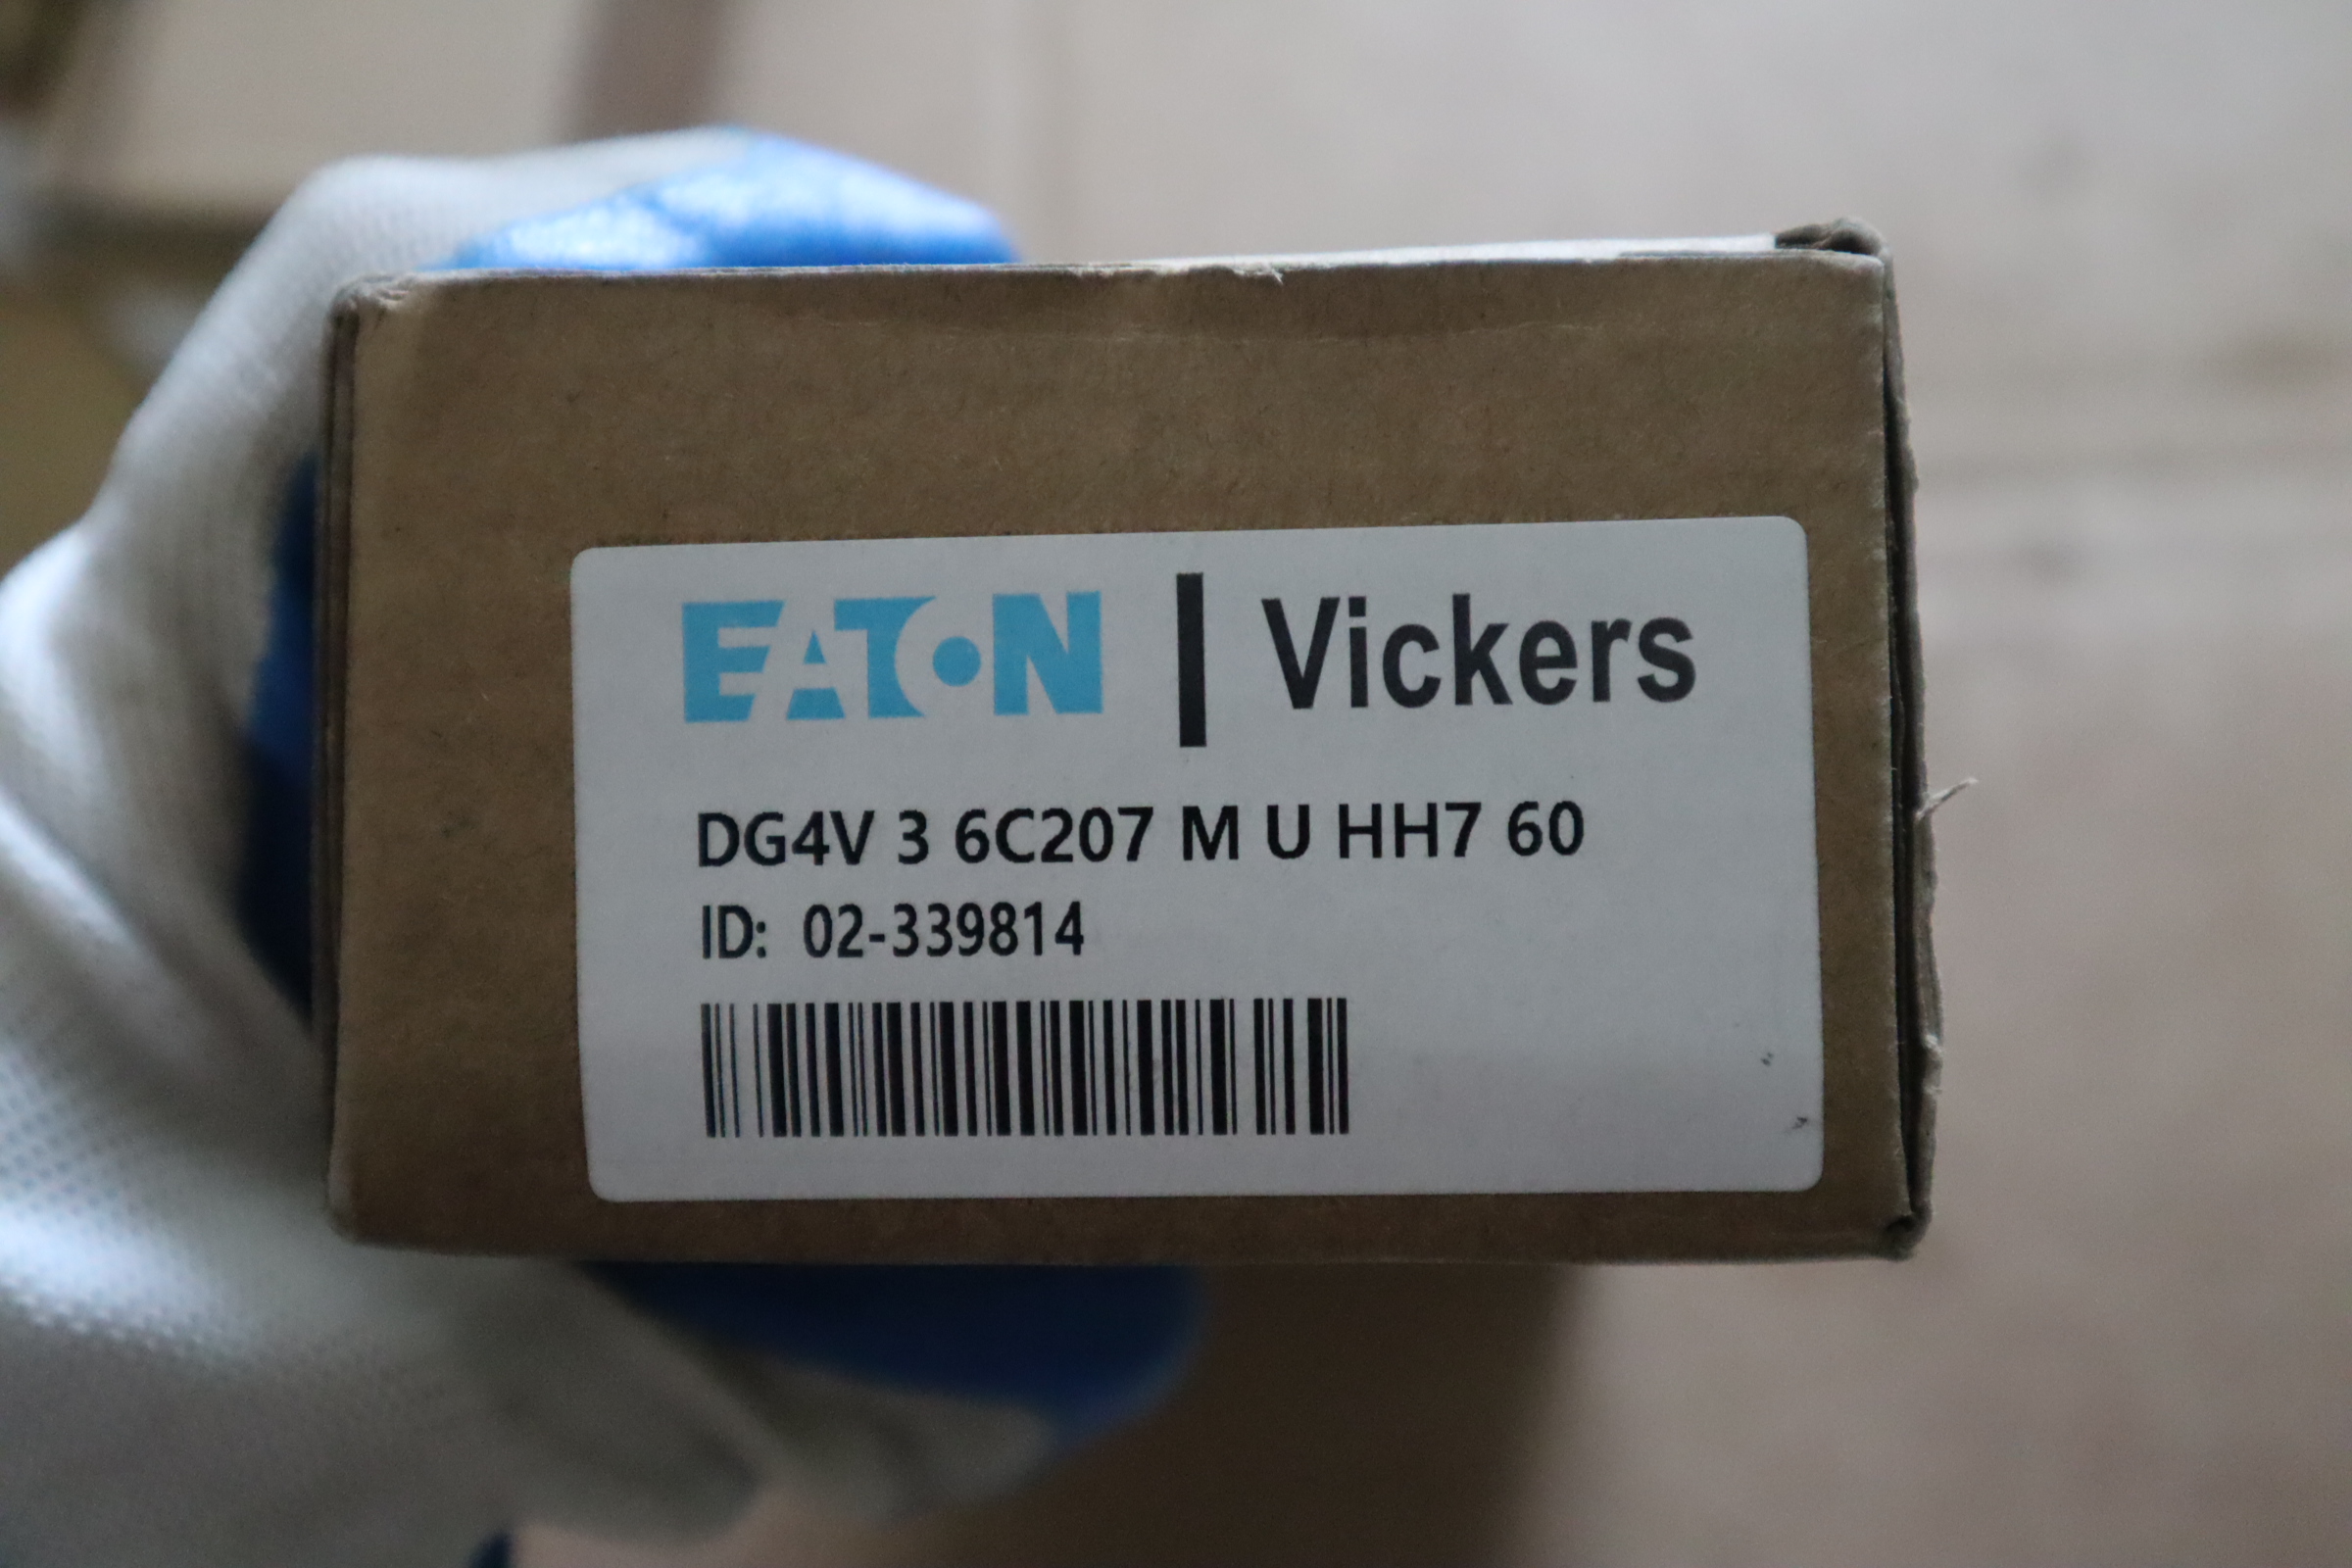 EATON | Vickers
DG4V 3 6C207 M U HH7 60
ID: 02-339814